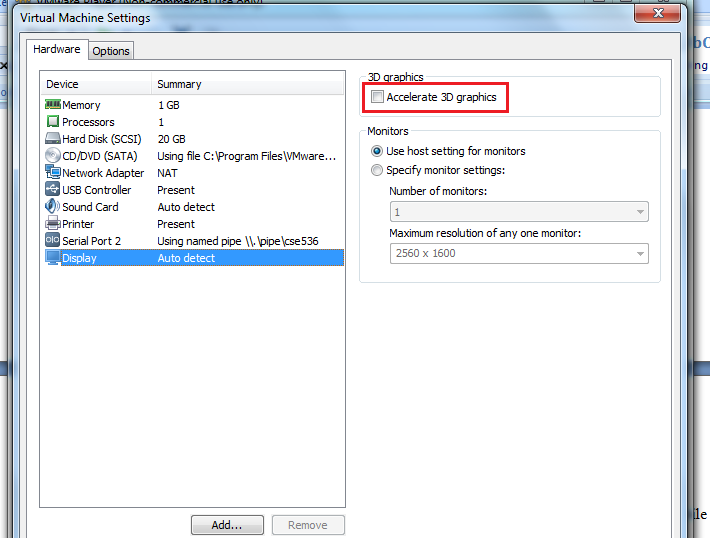 VMware Player (Non-commercial use only)
Virtual Machine Settings
Hardware
Options
Device Summary
Memory 1 GB
Processors 1
Hard Disk (SCSI) 20 GB
CD/DVD (SATA) Using file C:\Program Files\VMware...
Network Adapter NAT
USB Controller Present
Sound Card Auto detect
Printer Present
Serial Port 2 Using named pipe \\.\pipe\cse536
Display Auto detect
3D graphics
Accelerate 3D graphics
Monitors
Use host setting for monitors
Specify monitor settings:
Number of monitors:
1
Maximum resolution of any one monitor:
2560 x 1600
Add...
Remove